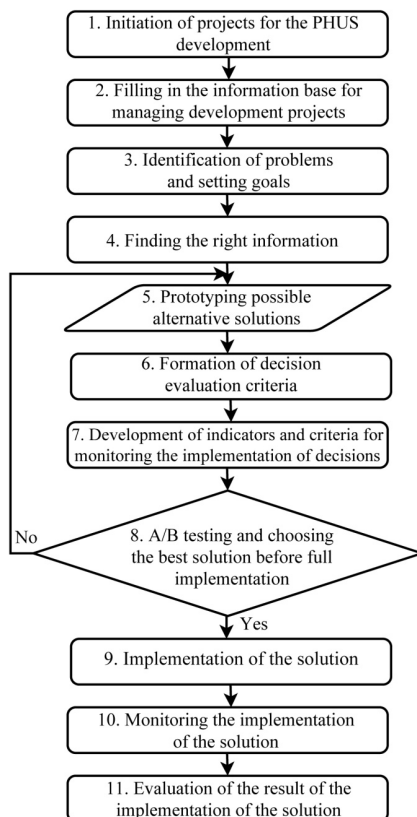 1. Initiation of projects for the PHUS
development
2. Filling in the information base for
managing development projects
3. Identification of problems
and setting goals
4. Finding the right information
5. Prototyping possible
alternative solutions
6. Formation of decision
evaluation criteria
7. Development of indicators and criteria for
monitoring the implementation of decisions
No
8. A/B testing and choosing
the best solution before full
implementation
Yes
9. Implementation of the solution
10. Monitoring the implementation
of the solution
11. Evaluation of the result of the
implementation of the solution